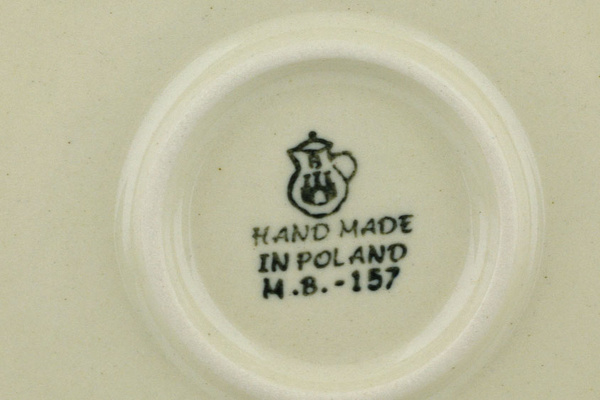 B
HAND MADE
IN POLAND
M.B.-157